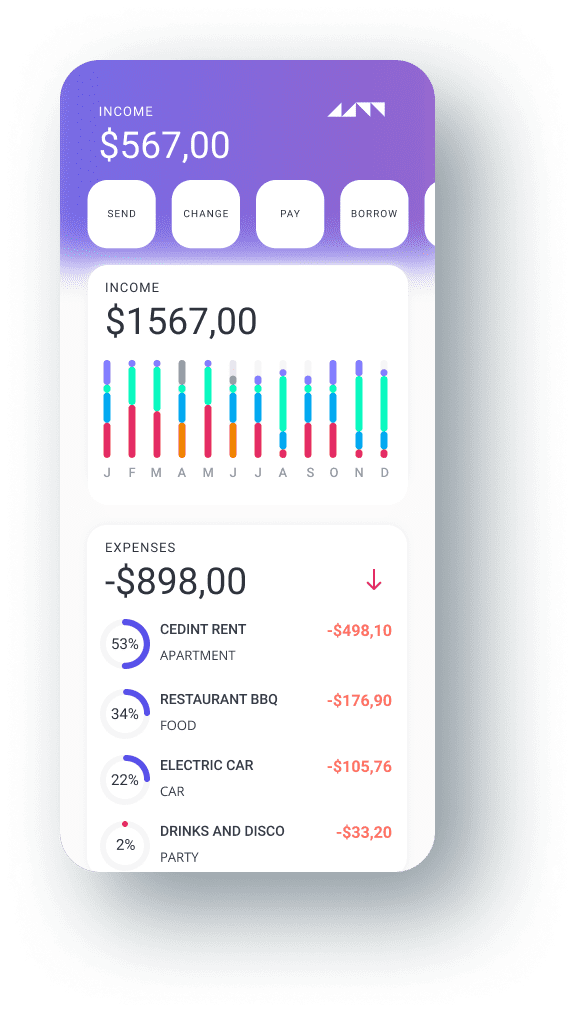 INCOME
$567,00
SEND CHANGE PAY BORROW
INCOME
$1567,00
J F M A M J J A S O N D
EXPENSES
-$898,00
53% CEDINT RENT -$498,10
APARTMENT
34% RESTAURANT BBQ -$176,90
FOOD
22% ELECTRIC CAR -$105,76
CAR
2% DRINKS AND DISCO -$33,20
PARTY